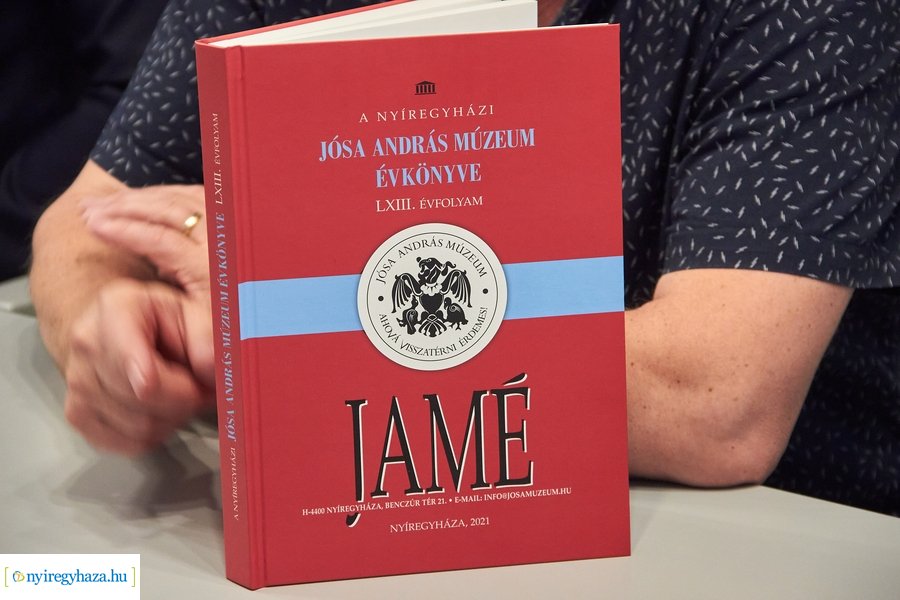 A NYÍREGYHÁZI
JÓSA ANDRÁS MÚZEUM
ÉVKÖNYVE
LXIII. ÉVFOLYAM
• JÓSA ANDRÁS MÚZEUM •
AHOVÁ VISSZATÉRNI ÉRDEMES!
JAMÉ
H-4400 NYÍREGYHÁZA, BENCZÚR TÉR 21. • E-MAIL: INFO@JOSAMUZEUM.HU
NYÍREGYHÁZA, 2021
A NYÍREGYHÁZI JÓSA ANDRÁS MÚZEUM ÉVKÖNYVE LXIII. ÉVFOLYAM
[nyiregyhaza.hu]